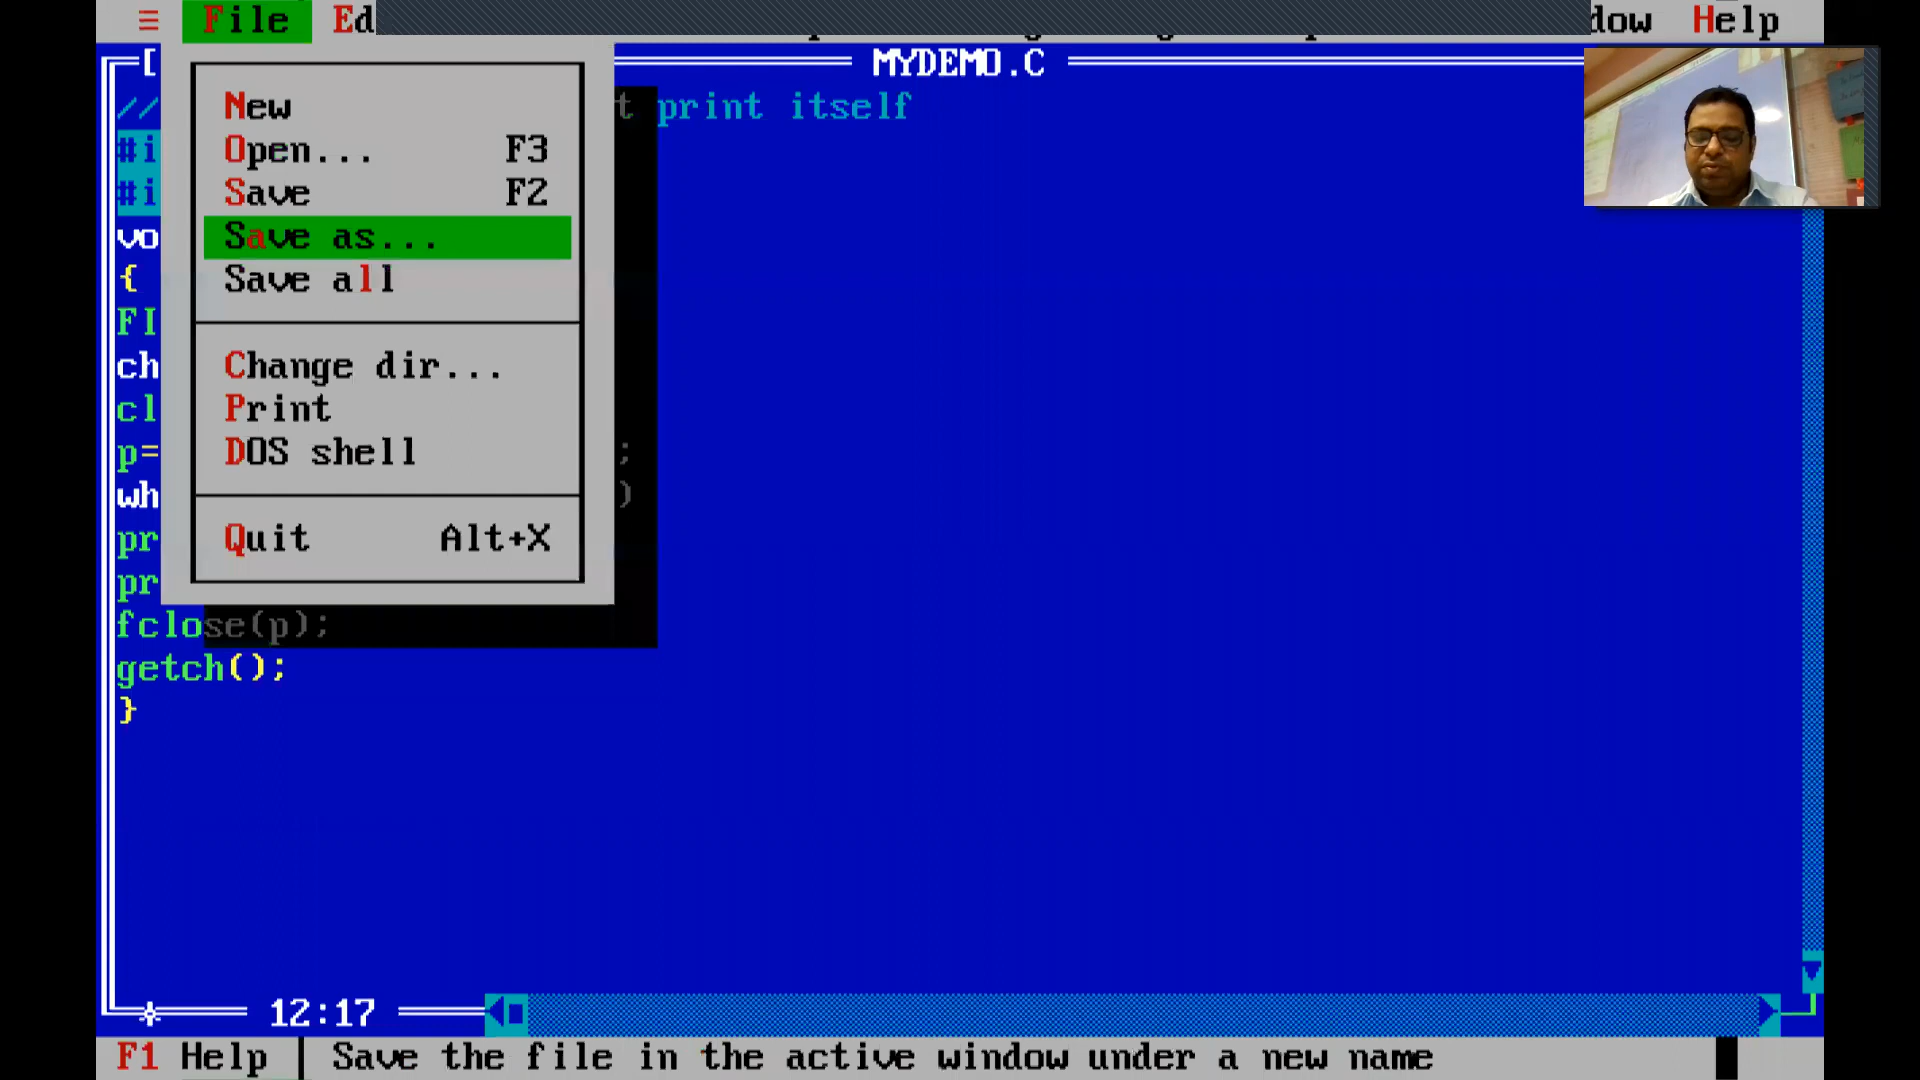 ≡ File Ed dow Help
[ MYDEMO.C
// t print itself
#i
#i
vo
{
FI
ch
cl
p= ;
wh )
pr
pr
fclose(p);
getch();
}
New
Open... F3
Save F2
Save as...
Save all
Change dir...
Print
DOS shell
Quit Alt+X
12:17
F1 Help | Save the file in the active window under a new name